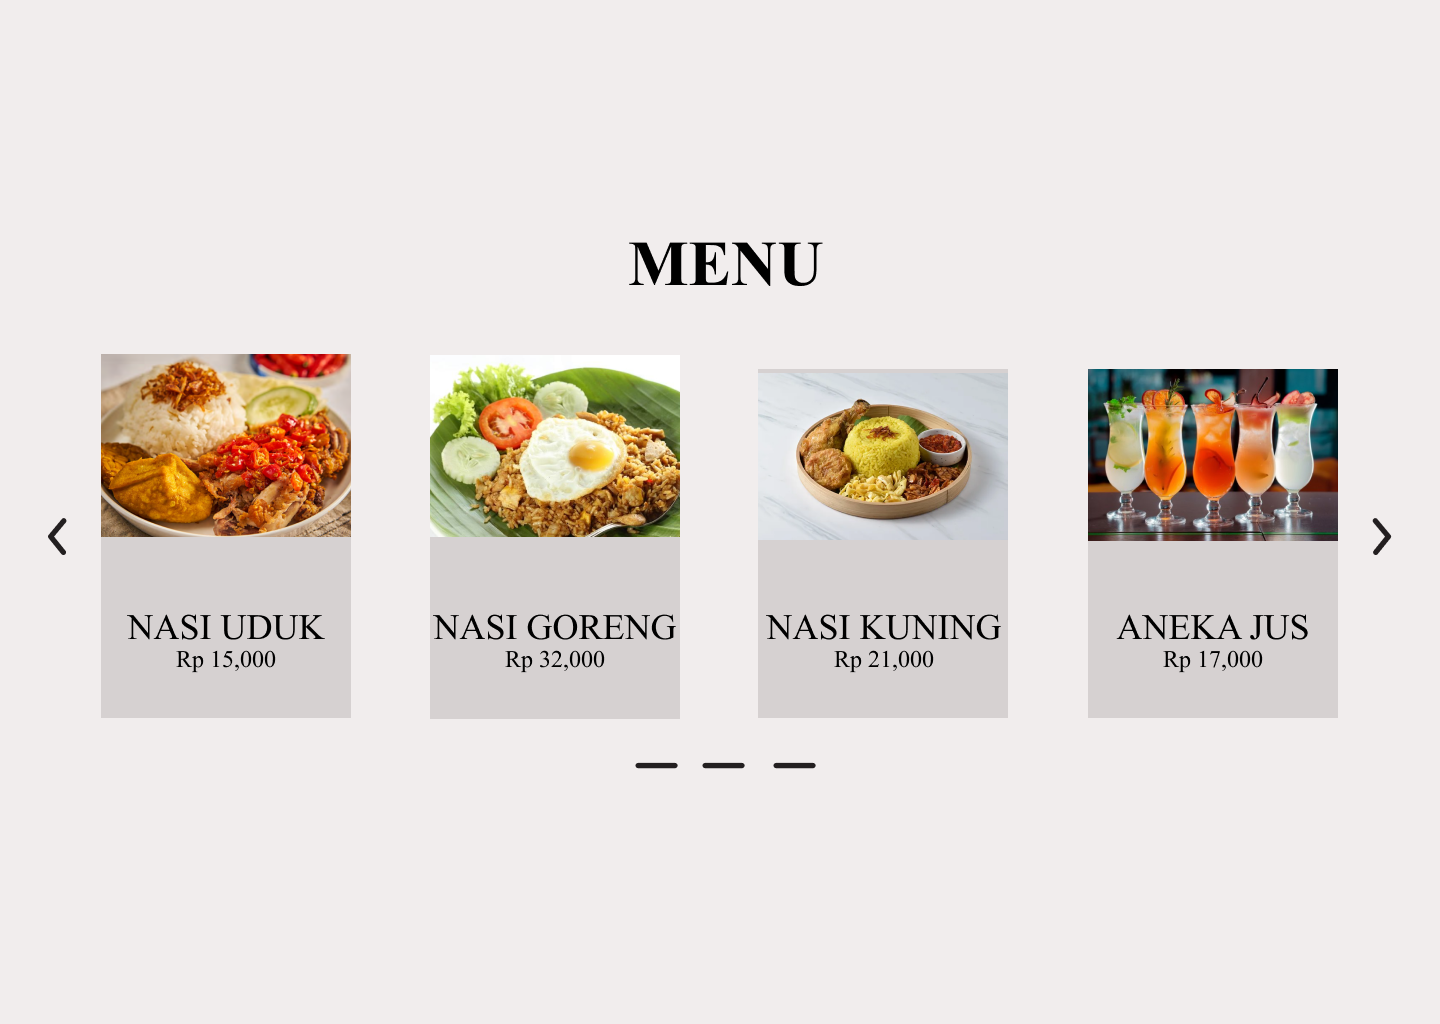 MENU
NASI UDUK
Rp 15,000
NASI GORENG
Rp 32,000
NASI KUNING
Rp 21,000
ANEKA JUS
Rp 17,000